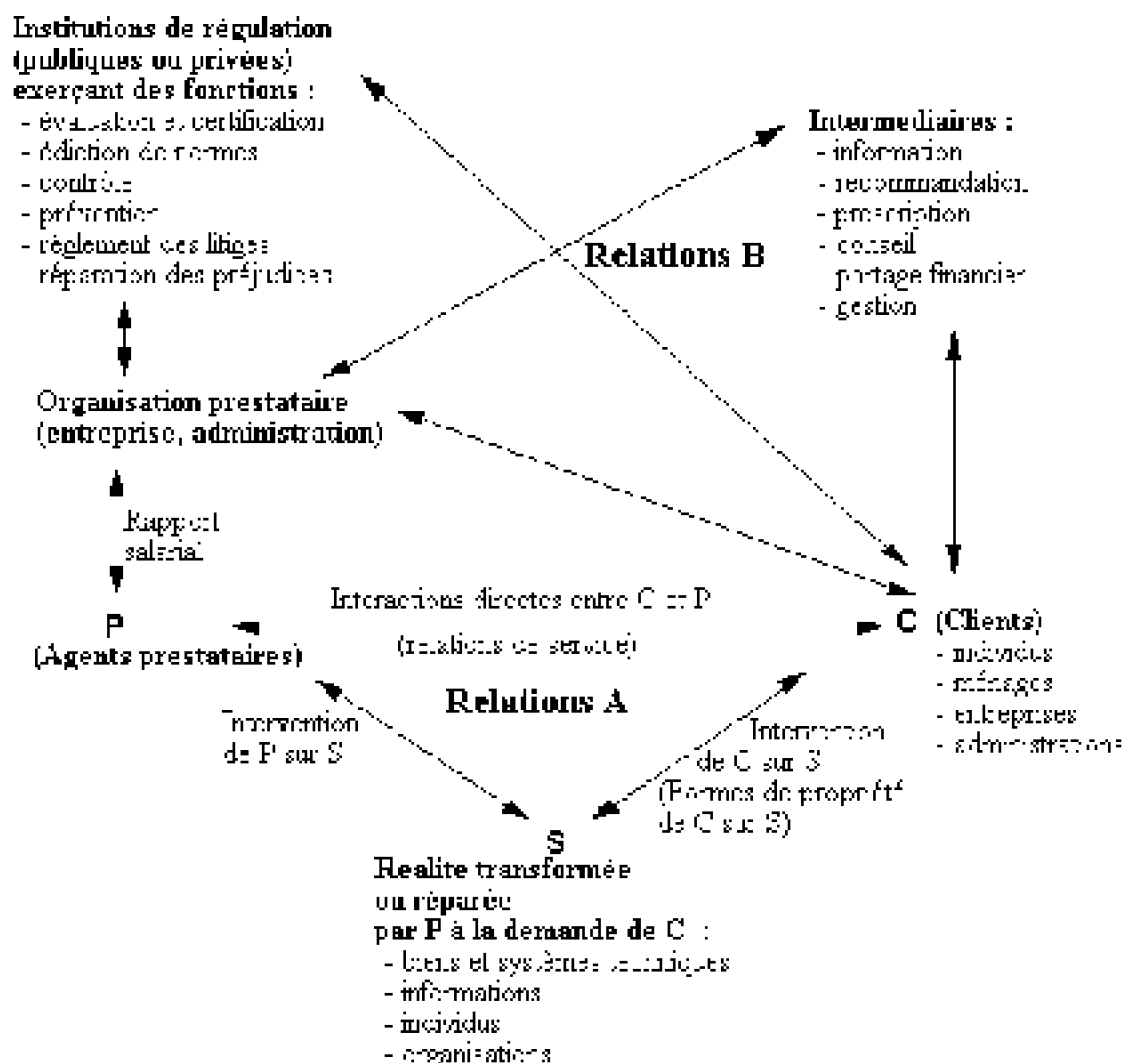 Institutions de régulation
(publiques ou privées)
exerçant des fonctions :
- évaluation et certification
- édiction de normes
- contrôle
- prévention
- règlement des litiges
réparation des préjudices
Intermediaires :
- information
- recommandation
- prescription
- conseil
portage financier
- gestion
Relations B
Organisation prestataire
(entreprise, administration)
Rapport
salarial
Interactions directes entre C et P
(relations de service)
P
(Agents prestataires)
C (Clients)
- individus
- ménages
- entreprises
- administrations
Relations A
Intervention
de P sur S
Intervention
de C sur S
(Formes de propriété
de C sur S)
S
Realite transformée
ou réparée
par P à la demande de C :
- biens et systèmes techniques
- informations
- individus
- organisations